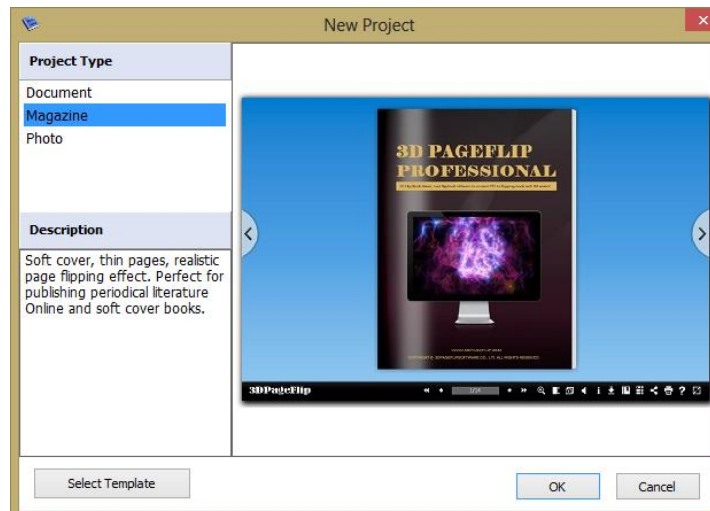 New Project
Project Type
Document
Magazine
Photo
Description
Soft cover, thin pages, realistic
page flipping effect. Perfect for
publishing periodical literature
Online and soft cover books.
3D PAGEFLIP
PROFESSIONAL
3DPageFlip
Select Template
OK
Cancel